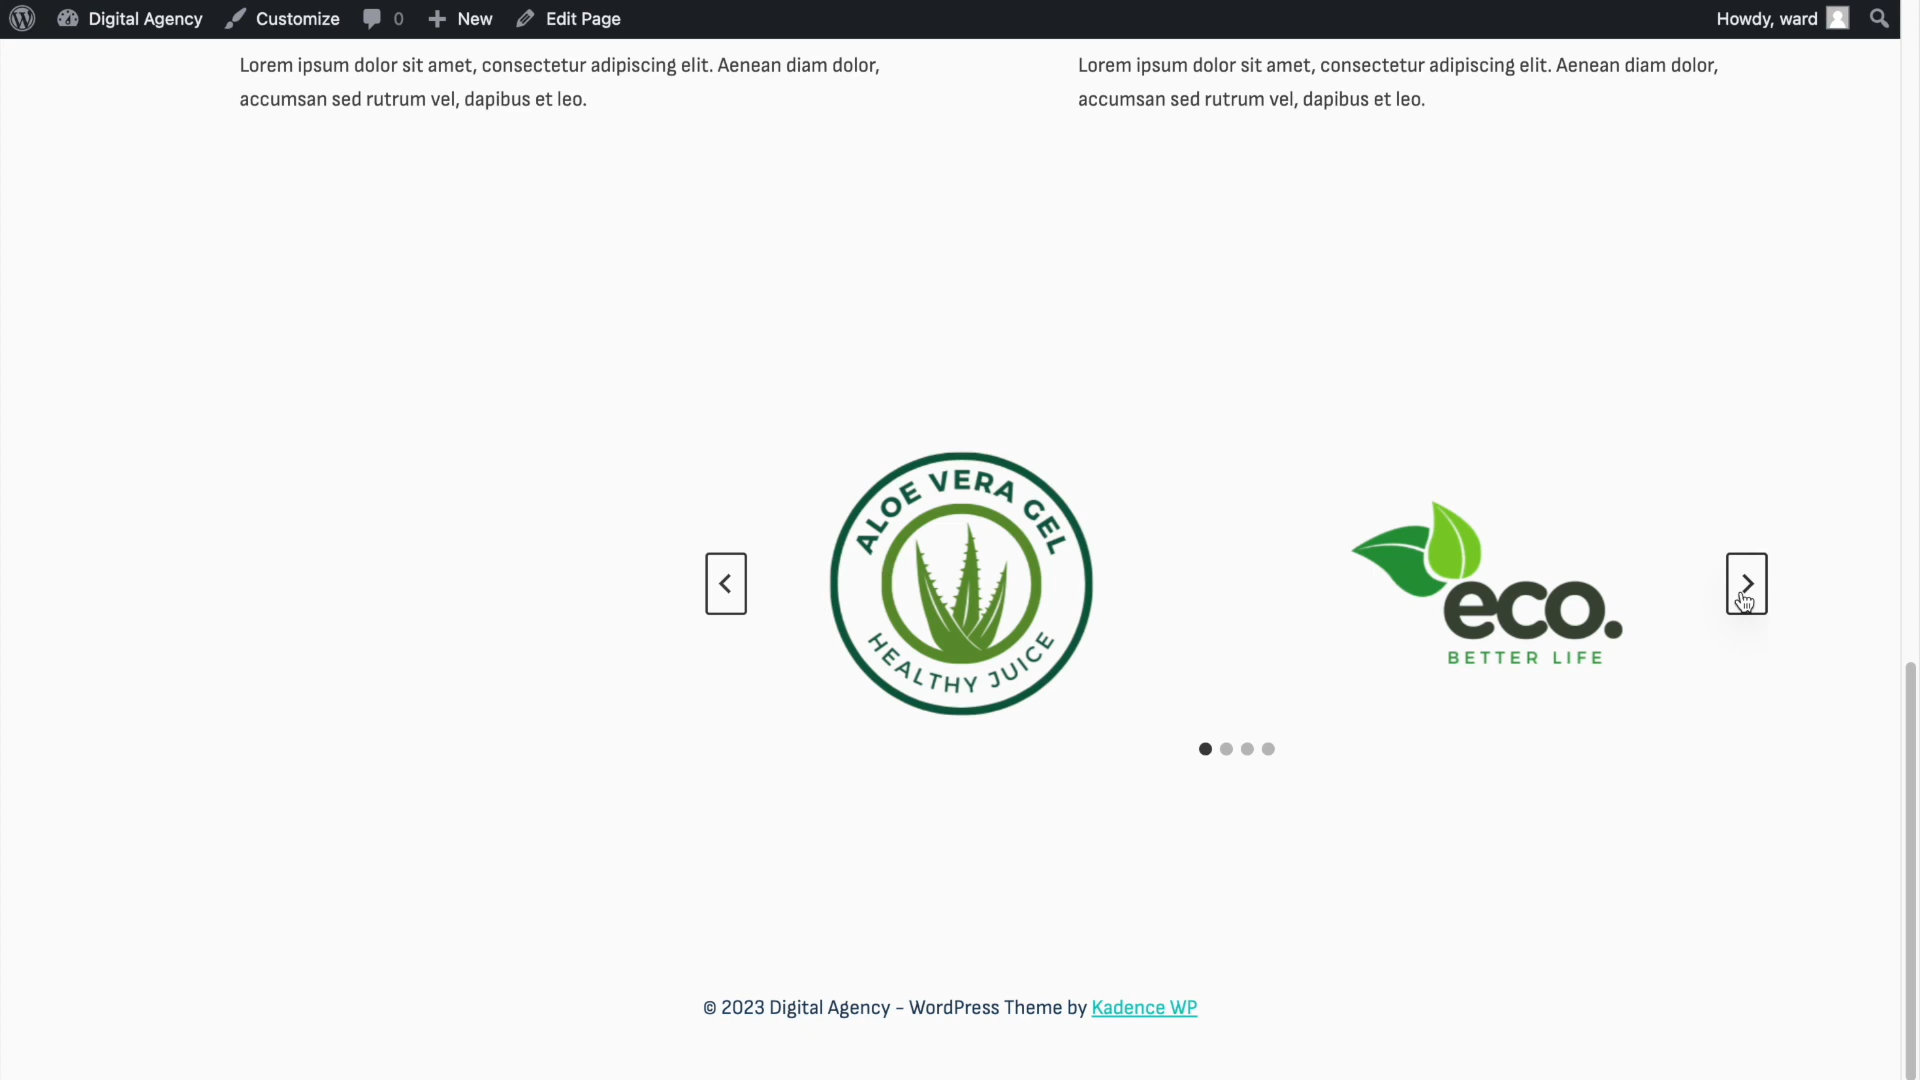 Digital Agency Customize 0 New Edit Page Howdy, ward
Lorem ipsum dolor sit amet, consectetur adipiscing elit. Aenean diam dolor,
accumsan sed rutrum vel, dapibus et leo.
Lorem ipsum dolor sit amet, consectetur adipiscing elit. Aenean diam dolor,
accumsan sed rutrum vel, dapibus et leo.
ALOE VERA GEL
HEALTHY JUICE
eco.
BETTER LIFE
© 2023 Digital Agency - WordPress Theme by Kadence WP